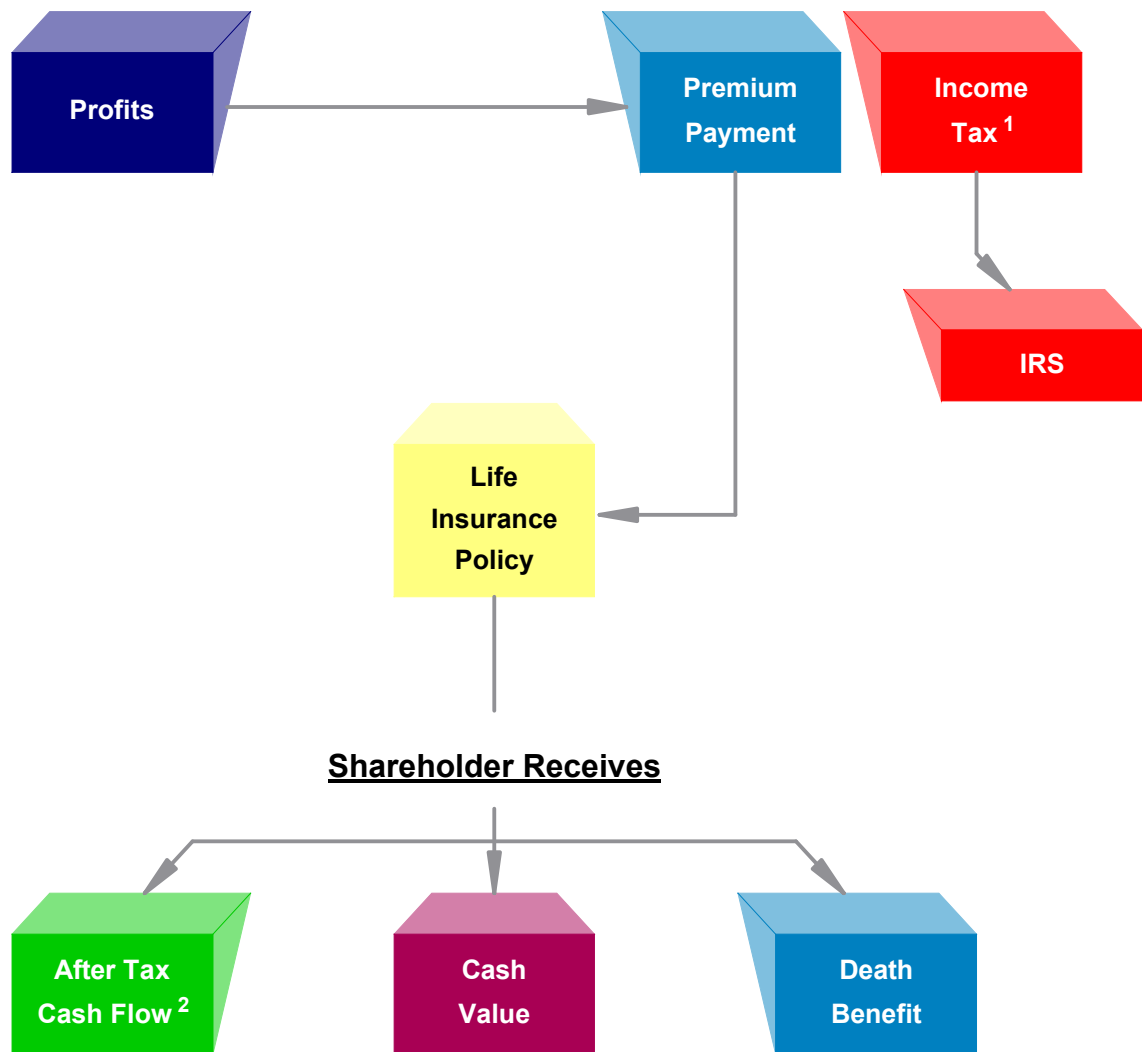 Profits
Premium
Payment
Income
Tax 1
IRS
Life
Insurance
Policy
Shareholder Receives
After Tax
Cash Flow 2
Cash
Value
Death
Benefit